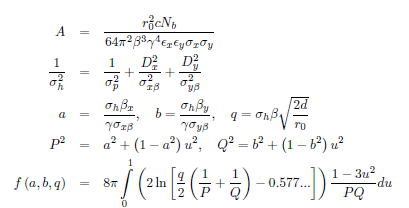 A = \frac{r_0^2 c N_b}{64\pi^2 \beta^3 \gamma^4 \epsilon_x \epsilon_y \sigma_x \sigma_y}
\frac{1}{\sigma_h} = \frac{1}{\sigma_p^2} + \frac{D_x^2}{\sigma_{x\beta}^2} + \frac{D_y^2}{\sigma_{y\beta}^2}
a = \frac{\sigma_h \beta_x}{\gamma \sigma_{x\beta}}, b = \frac{\sigma_h \beta_y}{\gamma \sigma_{y\beta}}, q = \sigma_h \beta \sqrt{\frac{2d}{r_0}}
P^2 = a^2 + (1 - a^2) u^2, Q^2 = b^2 + (1 - b^2) u^2
f (a, b, q) = 8\pi \int_0^1 \left( 2 \ln \left[ \frac{q}{2} \left( \frac{1}{P} + \frac{1}{Q} \right) - 0.577... \right] \right) \frac{1 - 3u^2}{PQ} du